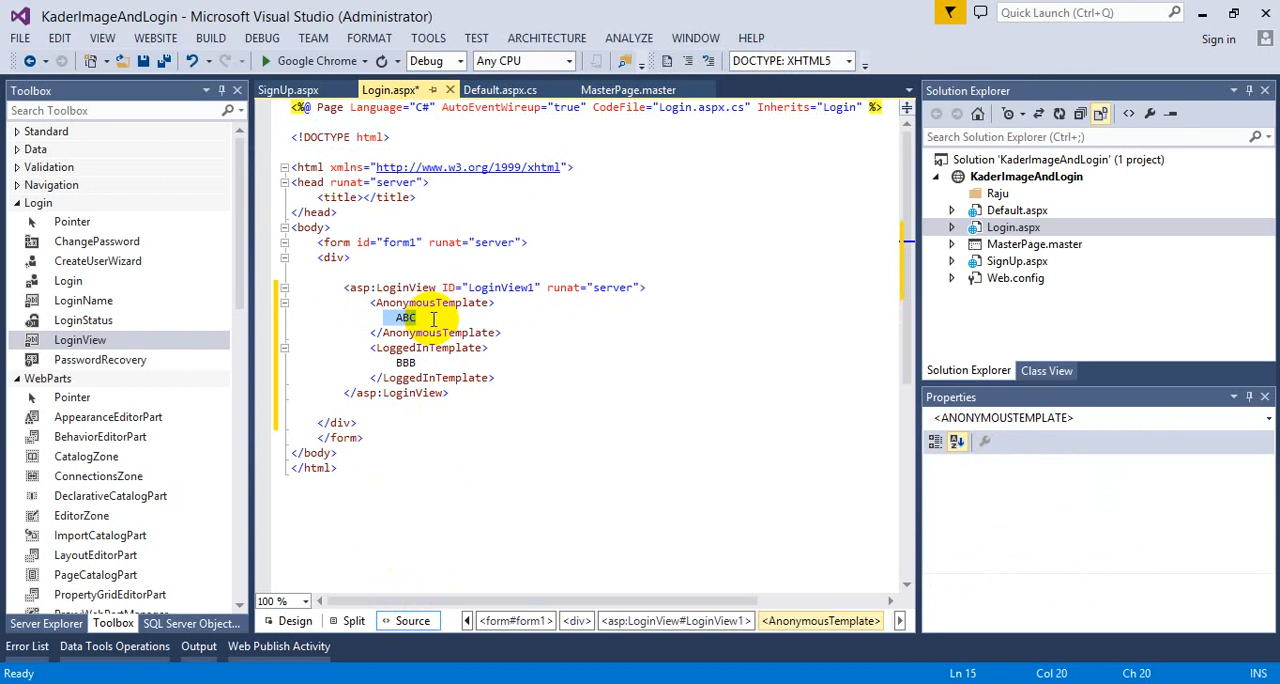 KaderImageAndLogin - Microsoft Visual Studio (Administrator)
Quick Launch (Ctrl+Q)
FILE EDIT VIEW WEBSITE BUILD DEBUG TEAM FORMAT TOOLS TEST ARCHITECTURE ANALYZE WINDOW HELP
Sign in
Google Chrome Debug Any CPU DOCTYPE: XHTML5
Toolbox
Search Toolbox (Ctrl+;)
Standard
Data
Validation
Navigation
Login
Pointer
ChangePassword
CreateUserWizard
Login
LoginName
LoginStatus
LoginView
PasswordRecovery
WebParts
Pointer
AppearanceEditorPart
BehaviorEditorPart
CatalogZone
ConnectionsZone
DeclarativeCatalogPart
EditorZone
ImportCatalogPart
LayoutEditorPart
PageCatalogPart
PropertyGridEditorPart
Server Explorer Toolbox SQL Server Object...
SignUp.aspx Login.aspx* Default.aspx.cs MasterPage.master
<%@ Page Language="C#" AutoEventWireup="true" CodeFile="Login.aspx.cs" Inherits="Login" %>
<!DOCTYPE html>
<html xmlns="http://www.w3.org/1999/xhtml">
<head runat="server">
<title></title>
</head>
<body>
<form id="form1" runat="server">
<div>
<asp:LoginView ID="LoginView1" runat="server">
<AnonymousTemplate>
ABC
</AnonymousTemplate>
<LoggedInTemplate>
BBB
</LoggedInTemplate>
</asp:LoginView>
</div>
</form>
</body>
</html>
100 %
Design Split Source <form#form1> <div> <asp:LoginView#LoginView1> <AnonymousTemplate>
Solution Explorer
Search Solution Explorer (Ctrl+;)
Solution 'KaderImageAndLogin' (1 project)
KaderImageAndLogin
Raju
Default.aspx
Login.aspx
MasterPage.master
SignUp.aspx
Web.config
Solution Explorer Class View
Properties
<ANONYMOUSTEMPLATE>
Error List Data Tools Operations Output Web Publish Activity
Ready Ln 15 Col 20 Ch 20 INS